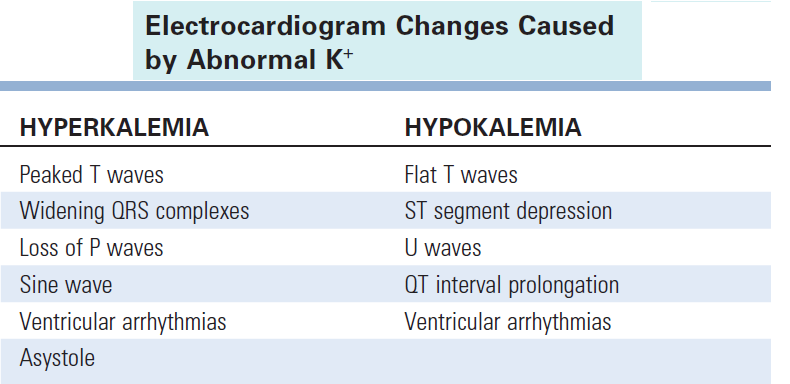 Electrocardiogram Changes Caused
by Abnormal K+
HYPERKALEMIA HYPOKALEMIA
Peaked T waves Flat T waves
Widening QRS complexes ST segment depression
Loss of P waves U waves
Sine wave QT interval prolongation
Ventricular arrhythmias Ventricular arrhythmias
Asystole